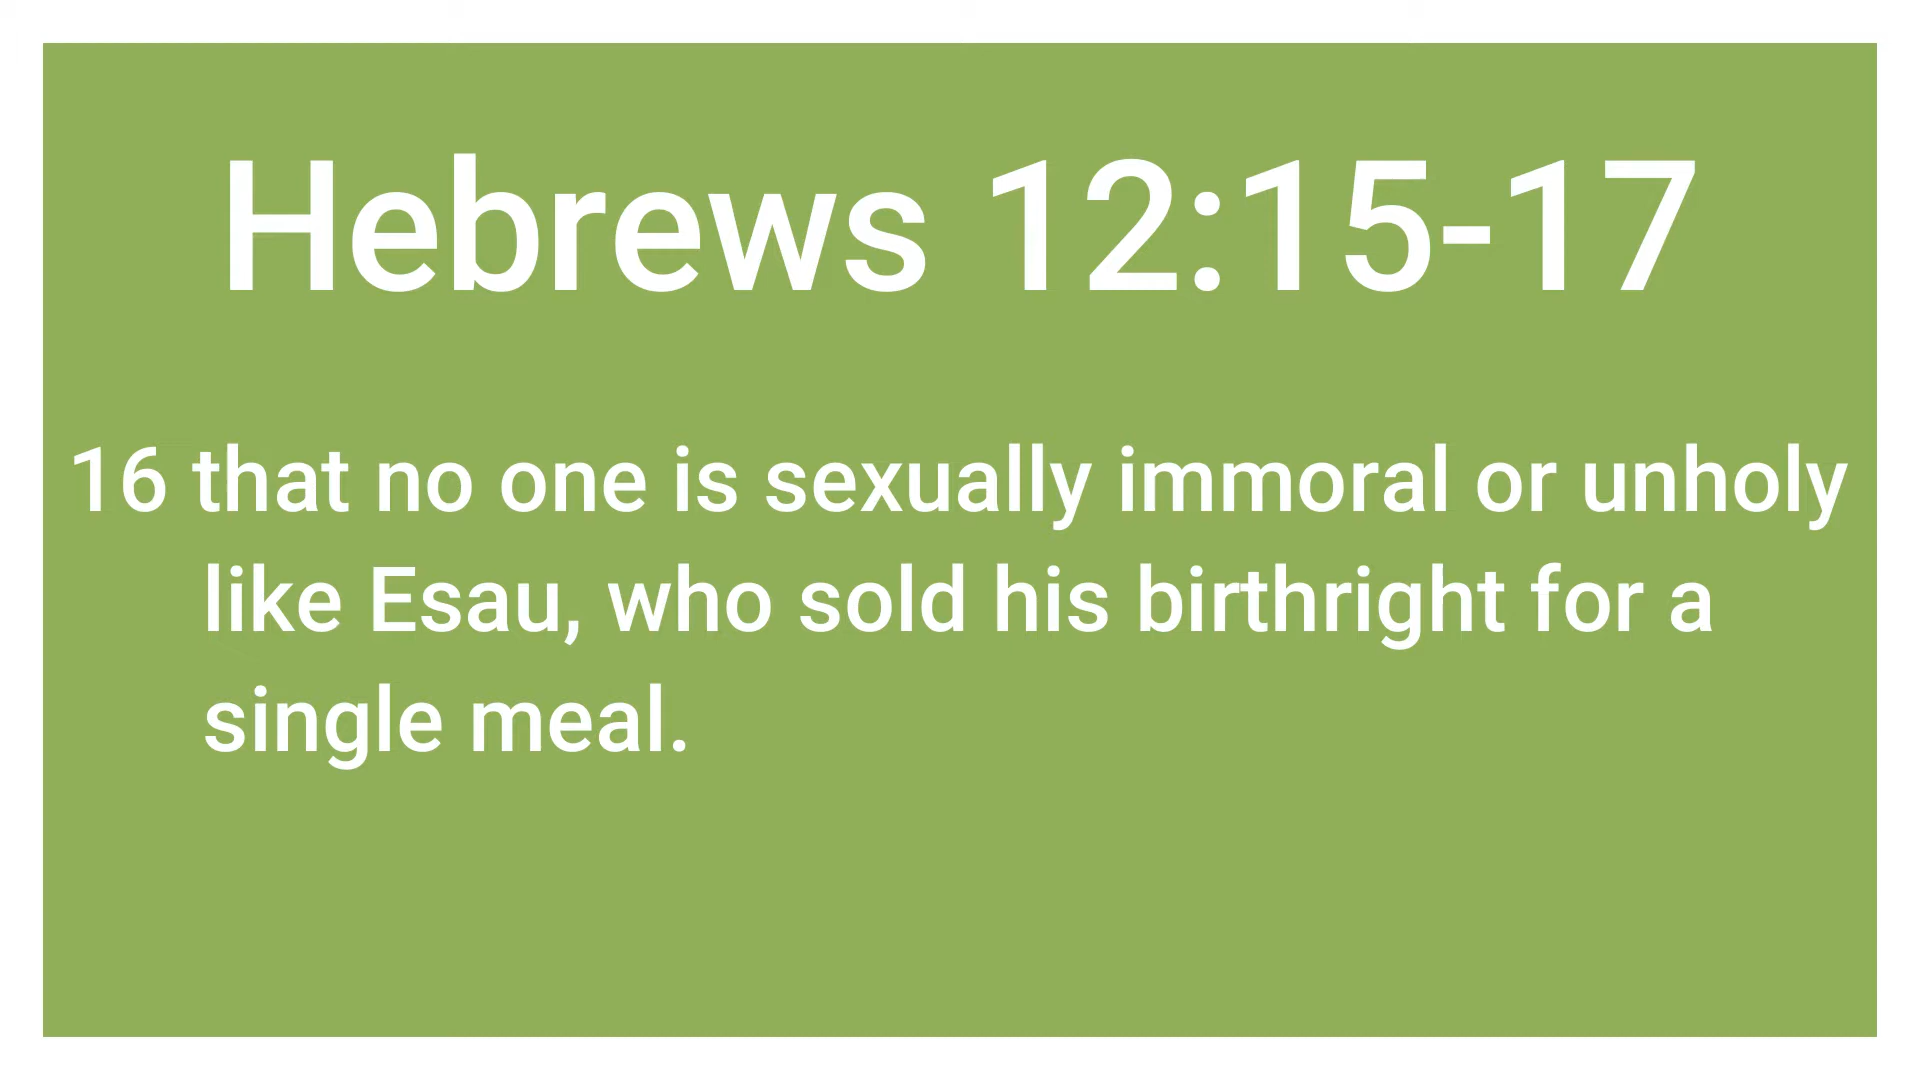 Hebrews 12:15-17
16 that no one is sexually immoral or unholy
like Esau, who sold his birthright for a
single meal.